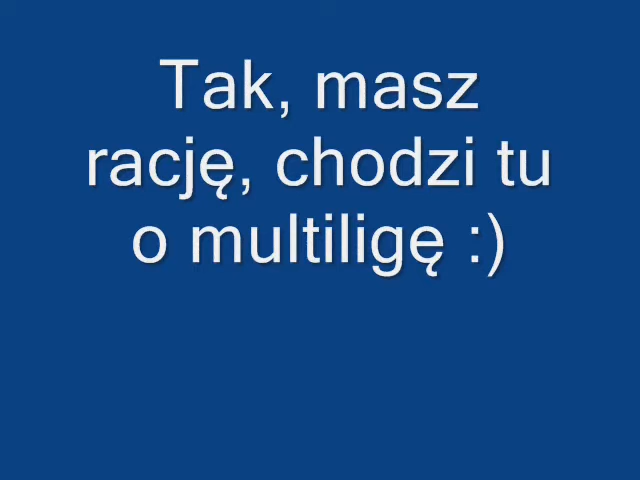 Tak, masz
rację, chodzi tu
o multiligę :)